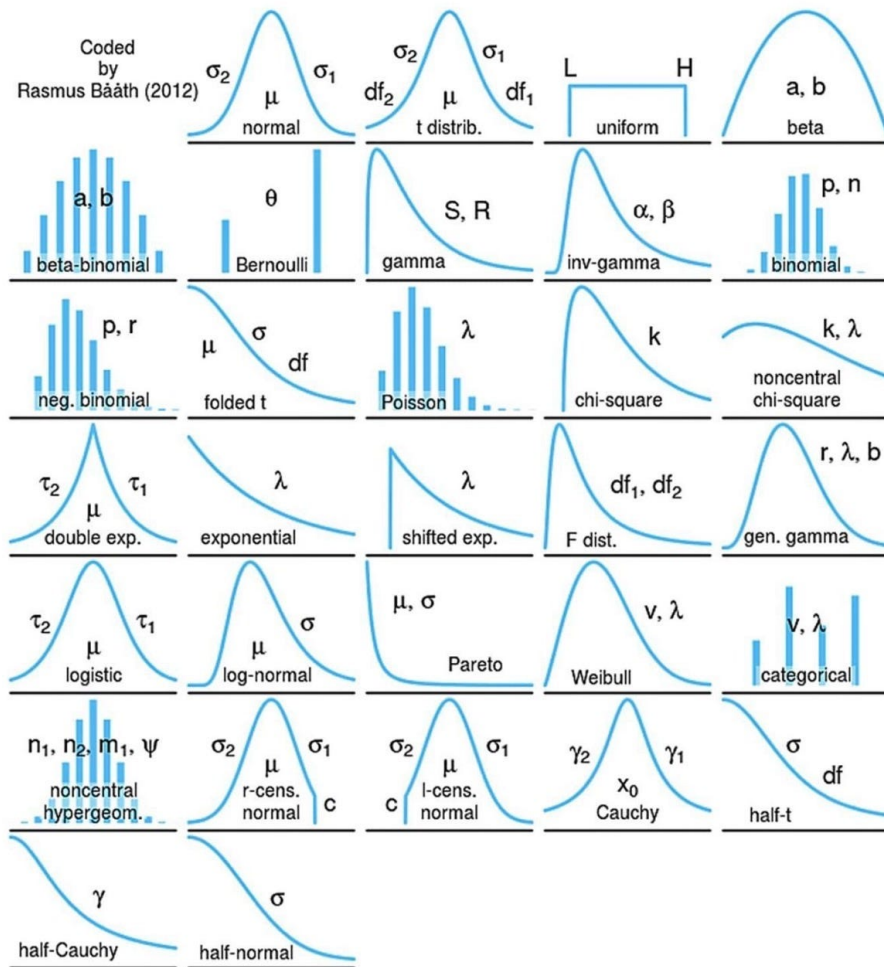 Coded
by
Rasmus Bååth (2012)
σ2 σ1
μ
normal
σ2 σ1
df2 μ df1
t distrib.
L H
uniform
a, b
beta
a, b
beta-binomial
θ
Bernoulli
S, R
gamma
α, β
inv-gamma
p, n
binomial
p, r
neg. binomial
μ σ df
folded t
λ
Poisson
k
chi-square
k, λ
noncentral
chi-square
τ2 τ1
μ
double exp.
λ
exponential
λ
shifted exp.
df1, df2
F dist.
r, λ, b
gen. gamma
τ2 τ1
μ
logistic
σ
μ
log-normal
μ, σ
Pareto
v, λ
Weibull
v, λ
categorical
n1, n2, m1, ψ
noncentral
hypergeom.
σ2 σ1
μ
r-cens.
normal c
σ2 σ1
μ
l-cens.
c normal
γ2 γ1
x0
Cauchy
σ
df
half-t
γ
half-Cauchy
σ
half-normal